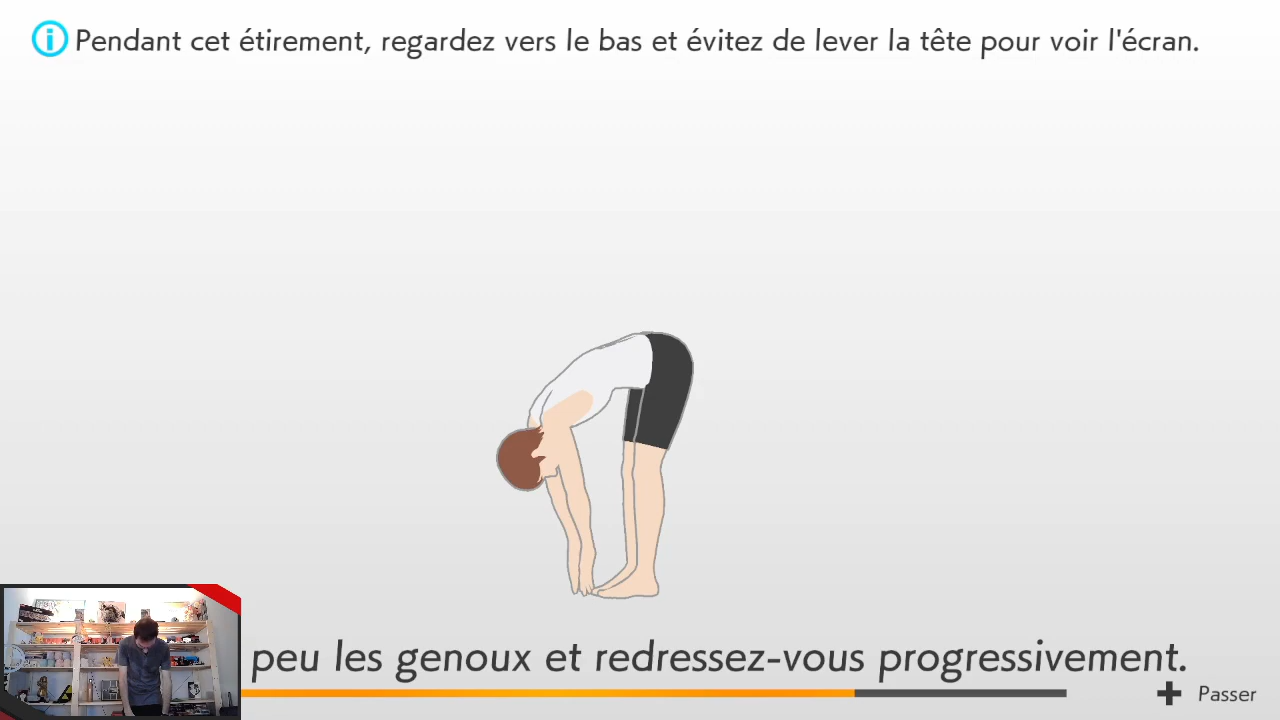 Pendant cet étirement, regardez vers le bas et évitez de lever la tête pour voir l'écran.
peu les genoux et redressez-vous progressivement.
Passer